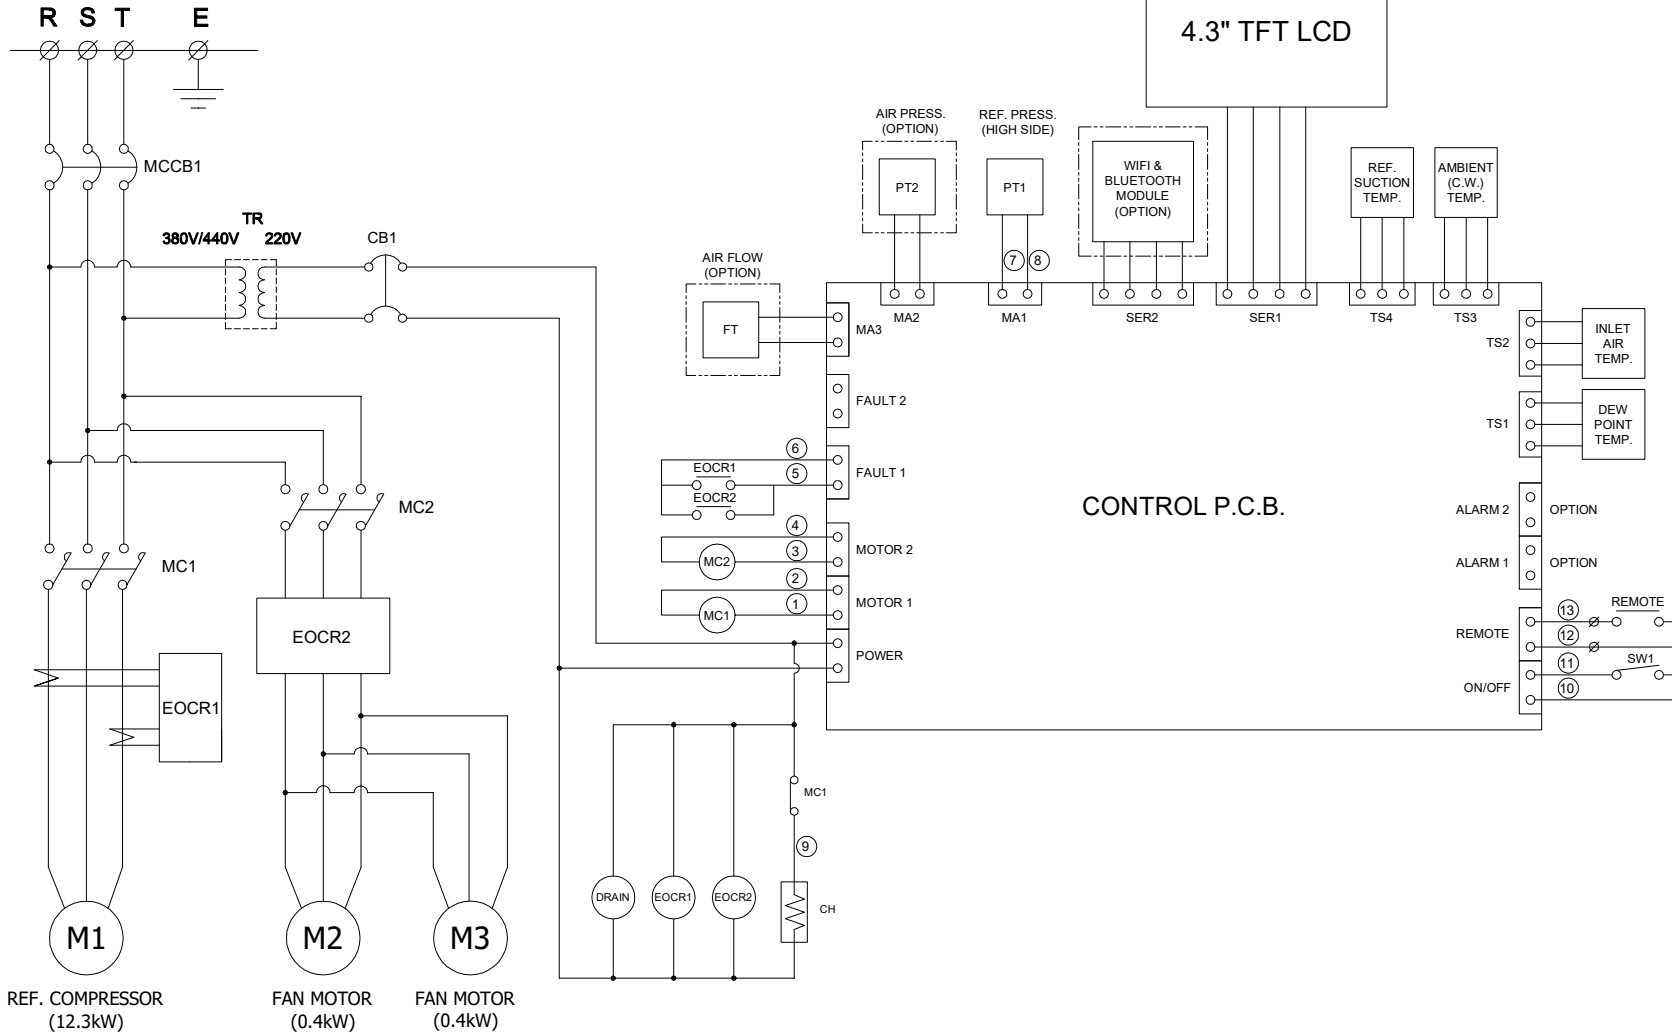 R S T E
4.3" TFT LCD
MCCB1
AIR PRESS.
(OPTION)
REF. PRESS.
(HIGH SIDE)
PT2
PT1
WIFI &
BLUETOOTH
MODULE
(OPTION)
REF.
SUCTION
TEMP.
AMBIENT
(C.W.)
TEMP.
TR
380V/440V 220V
CB1
7 8
AIR FLOW
(OPTION)
FT
MA3
MA2
MA1
SER2
SER1
TS4
TS3
TS2
INLET
AIR
TEMP.
TS1
DEW
POINT
TEMP.
FAULT 2
6
EOCR1
5
FAULT 1
EOCR2
MC2
CONTROL P.C.B.
ALARM 2 OPTION
ALARM 1 OPTION
4
MOTOR 2
3
MC2
2
MOTOR 1
1
MC1
POWER
MC1
13 REMOTE
REMOTE
12
11 SW1
ON/OFF
10
EOCR2
EOCR1
MC1
9
DRAIN
EOCR1
EOCR2
CH
M1
M2
M3
REF. COMPRESSOR
(12.3kW)
FAN MOTOR
(0.4kW)
FAN MOTOR
(0.4kW)